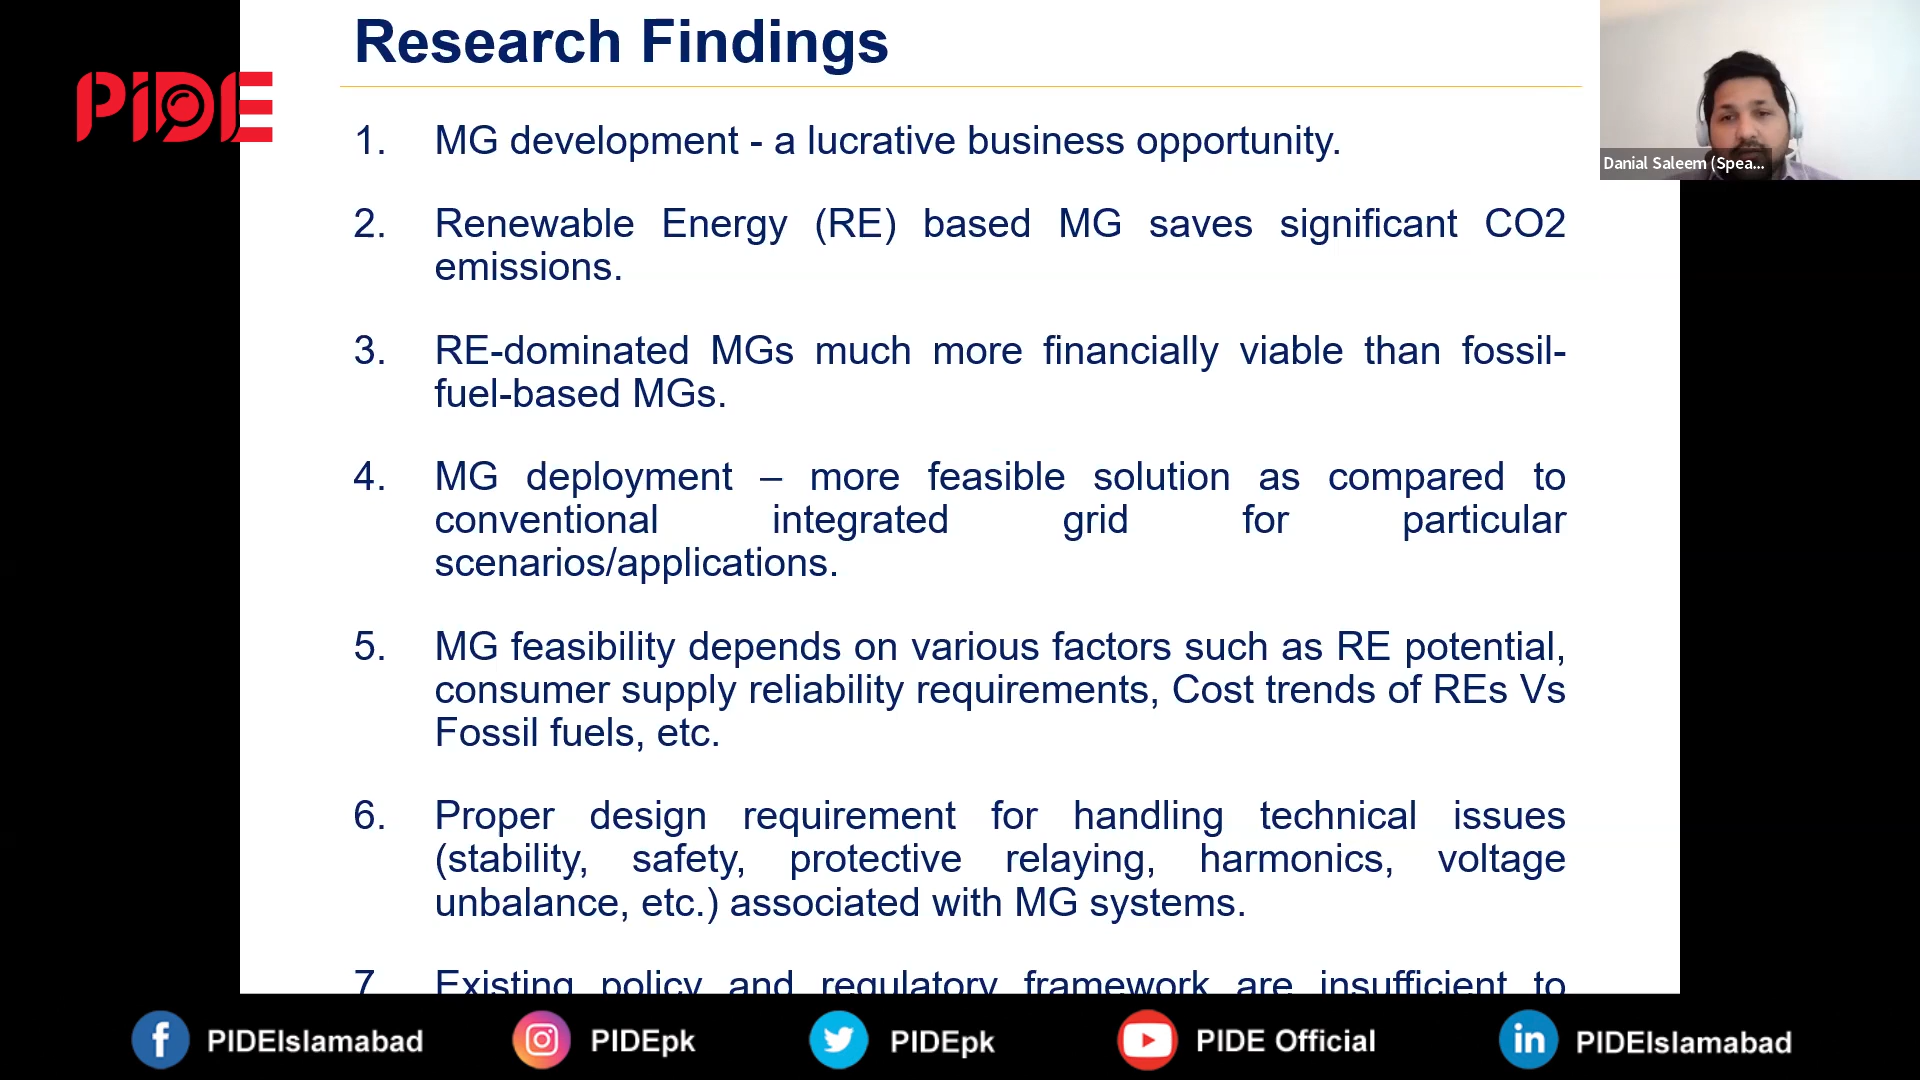 Research Findings
PIDE
1. MG development - a lucrative business opportunity.
2. Renewable Energy (RE) based MG saves significant CO2
emissions.
3. RE-dominated MGs much more financially viable than fossil-
fuel-based MGs.
4. MG deployment – more feasible solution as compared to
conventional integrated grid for particular
scenarios/applications.
5. MG feasibility depends on various factors such as RE potential,
consumer supply reliability requirements, Cost trends of REs Vs
Fossil fuels, etc.
6. Proper design requirement for handling technical issues
(stability, safety, protective relaying, harmonics, voltage
unbalance, etc.) associated with MG systems.
7. Existing policy and regulatory framework are insufficient to
Danial Saleem (Spea...
PIDEIslamabad
PIDEpk
PIDEpk
PIDE Official
PIDEIslamabad